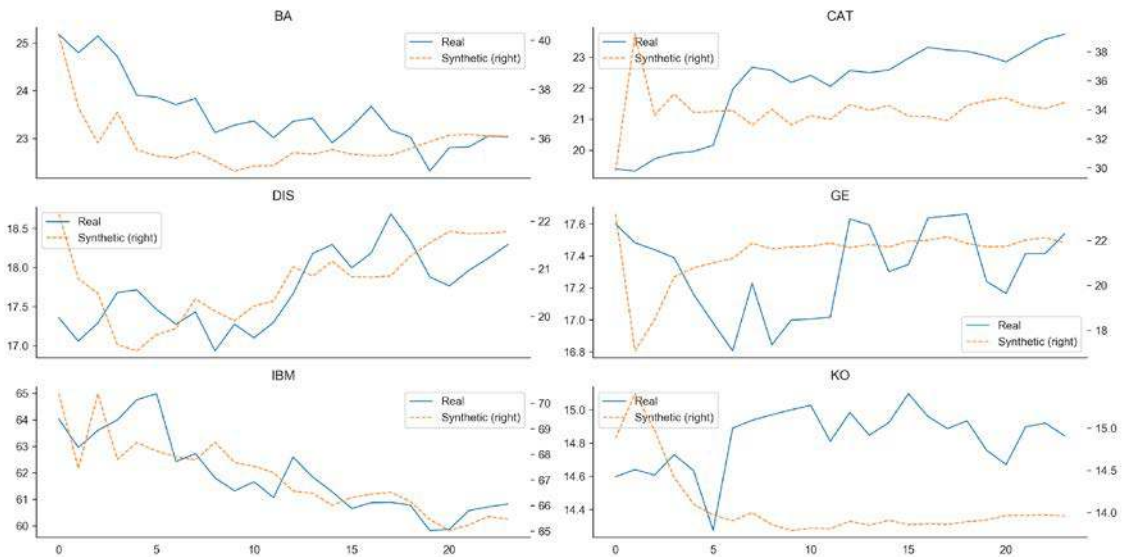 BA
25
24
23
40
38
36
Real
Synthetic (right)
CAT
23
22
21
20
38
36
34
32
30
Real
Synthetic (right)
DIS
18.5
18.0
17.5
17.0
22
21
20
Real
Synthetic (right)
GE
17.6
17.4
17.2
17.0
16.8
22
20
18
Real
Synthetic (right)
IBM
65
64
63
62
61
60
70
69
68
67
66
65
Real
Synthetic (right)
0 5 10 15 20
KO
15.0
14.8
14.6
14.4
15.0
14.5
14.0
Real
Synthetic (right)
0 5 10 15 20